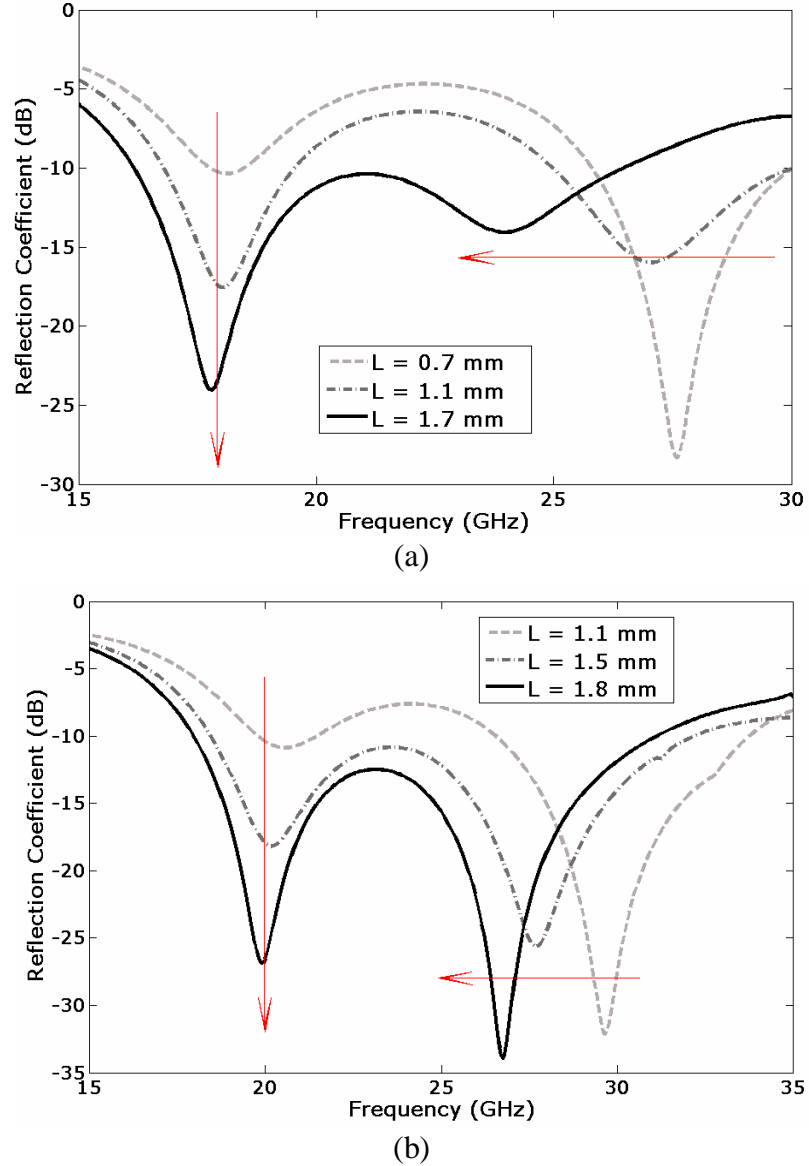 0
-5
-10
-15
-20
-25
-30
Reflection Coefficient (dB)
L = 0.7 mm
L = 1.1 mm
L = 1.7 mm
15
20
25
30
Frequency (GHz)
(a)
0
-5
-10
-15
-20
-25
-30
-35
Reflection Coefficient (dB)
L = 1.1 mm
L = 1.5 mm
L = 1.8 mm
15
20
25
30
35
Frequency (GHz)
(b)